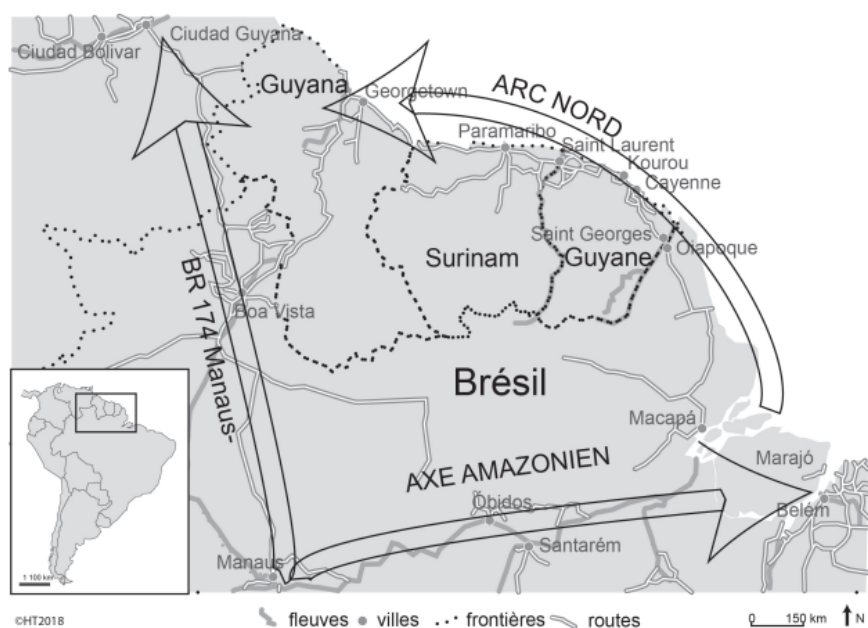 Ciudad Guyana
Ciudad Bolivar
Guyana
Georgetown
ARC NORD
Paramaribo
Saint Laurent
Kourou
Cayenne
Saint Georges
Oiapoque
Surinam
Guyane
BR 174 Manaus-
Boa Vista
Brésil
Macapá
AXE AMAZONIEN
Marajó
Óbidos
Belém
Santarém
Manaus
1 100 km
©HT2018
fleuves villes frontières routes
0 150 km N